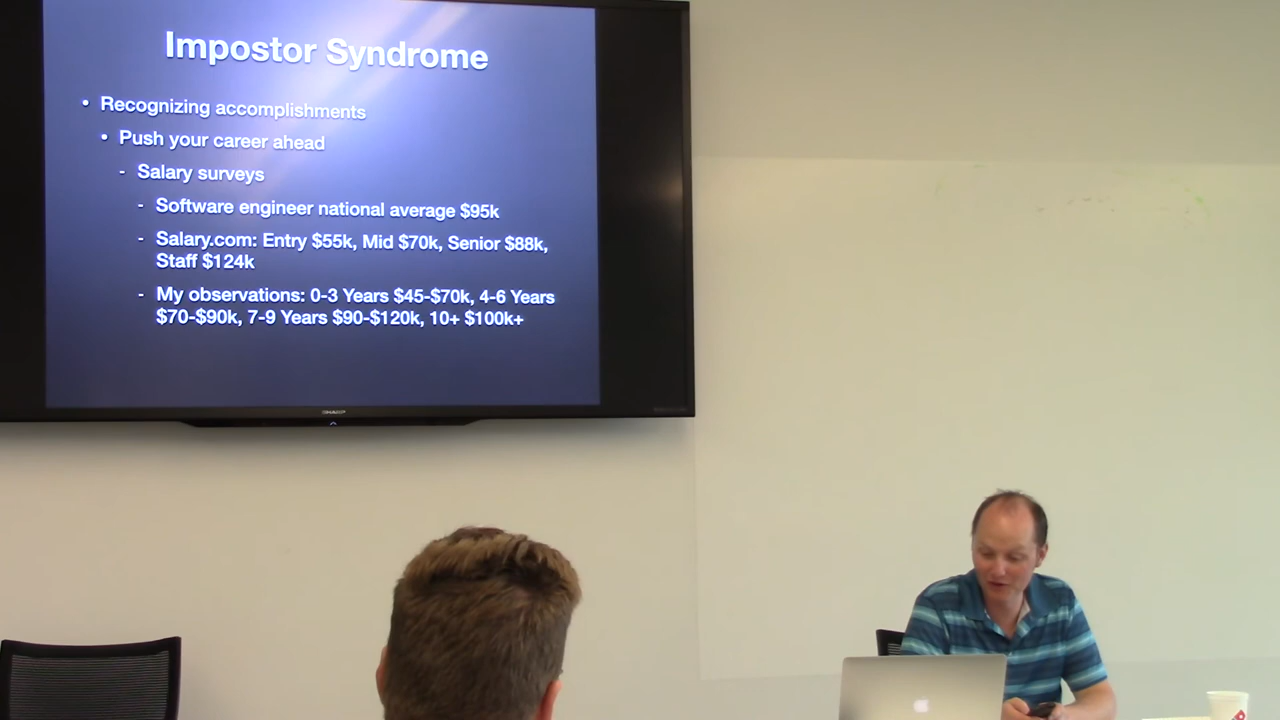 Impostor Syndrome
• Recognizing accomplishments
• Push your career ahead
- Salary surveys
- Software engineer national average $95k
- Salary.com: Entry $55k, Mid $70k, Senior $88k,
Staff $124k
- My observations: 0-3 Years $45-$70k, 4-6 Years
$70-$90k, 7-9 Years $90-$120k, 10+ $100k+
SHARP